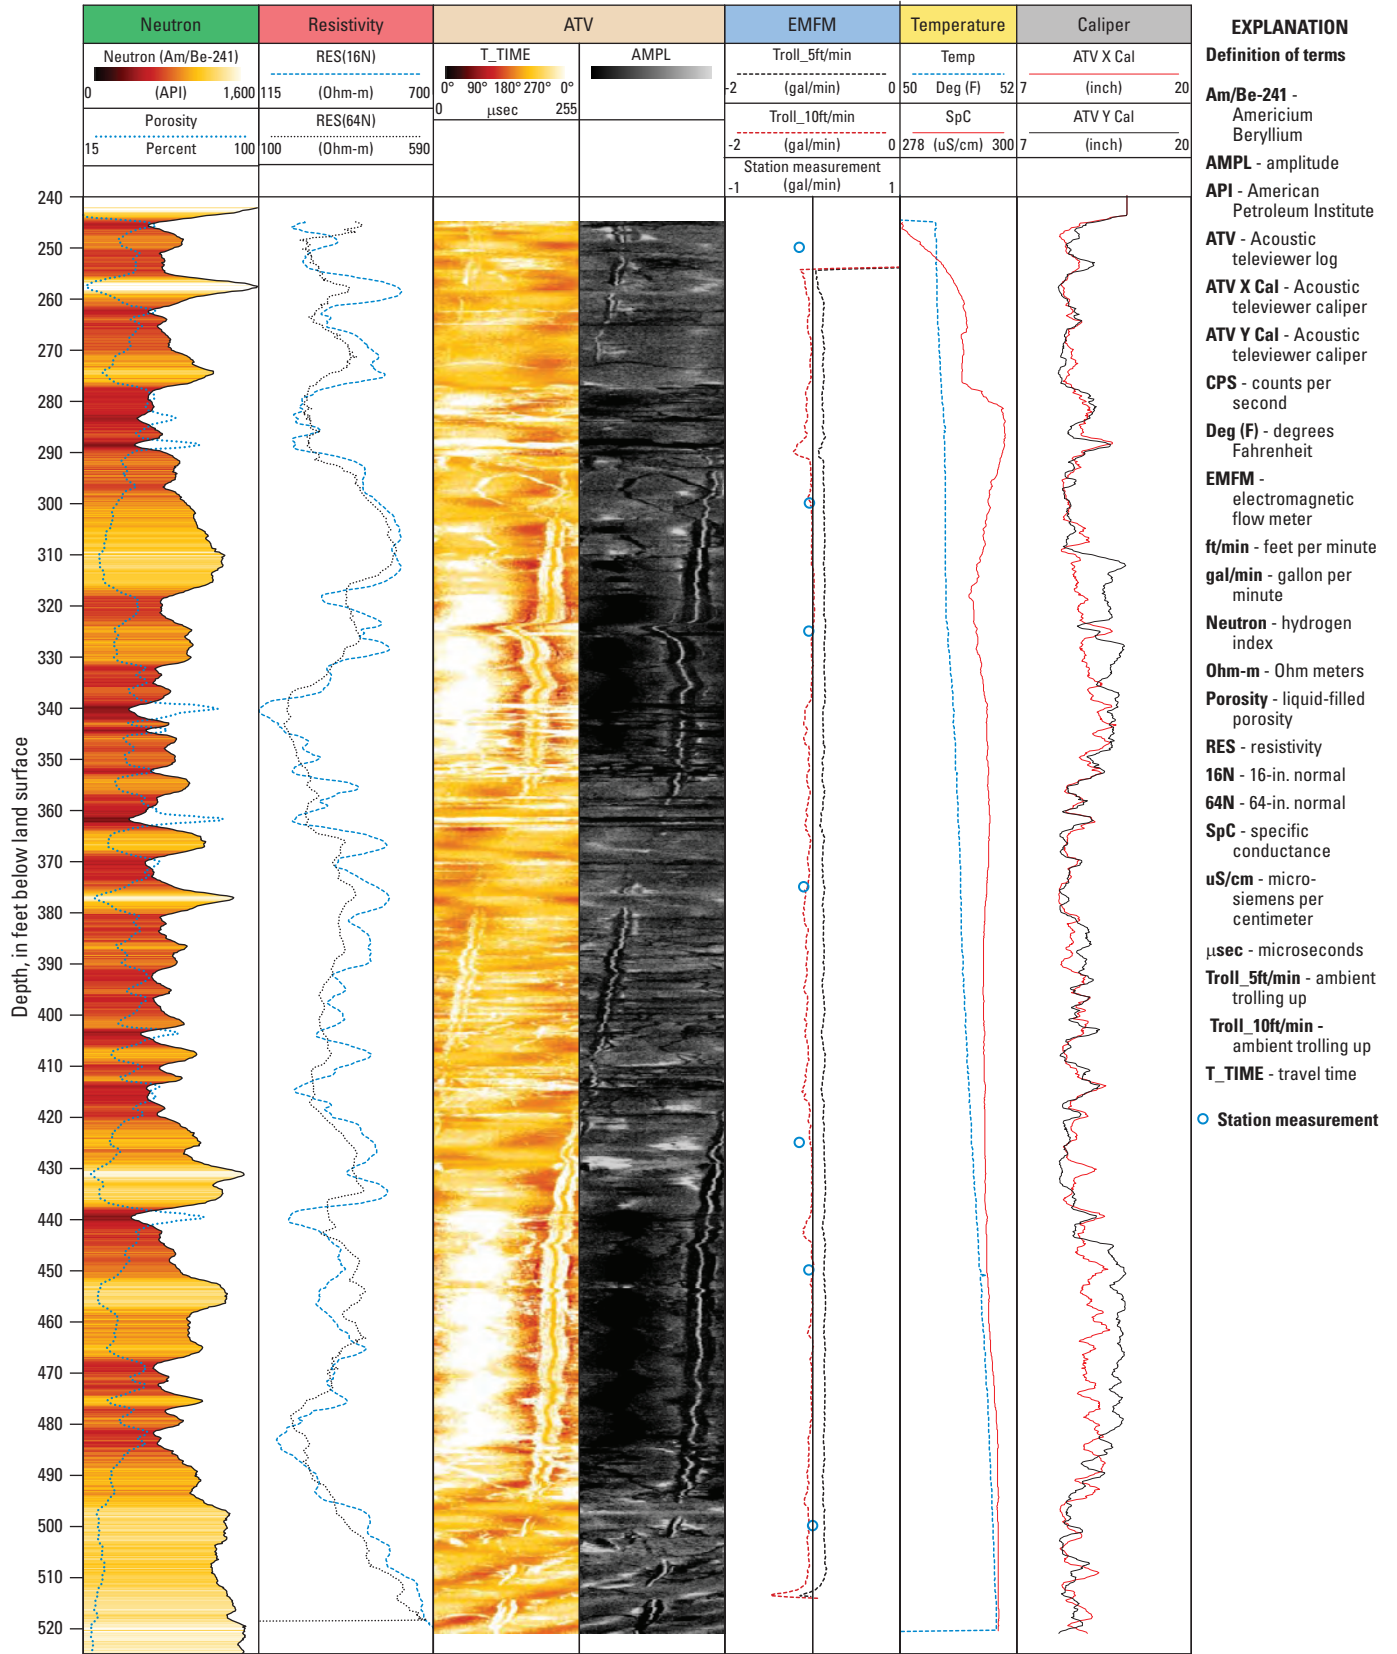 Neutron
Resistivity
ATV
EMFM
Temperature
Caliper
Neutron (Am/Be-241)
0 (API) 1,600
Porosity
15 Percent 100
RES(16N)
115 (Ohm-m) 700
RES(64N)
100 (Ohm-m) 590
T_TIME
0° 90° 180° 270° 0°
0 µsec 255
AMPL
Troll_5ft/min
-2 (gal/min) 0
Troll_10ft/min
-2 (gal/min) 0
Station measurement
-1 (gal/min) 1
Temp
50 Deg (F) 52
SpC
278 (uS/cm) 300
ATV X Cal
7 (inch) 20
ATV Y Cal
7 (inch) 20
Depth, in feet below land surface
240
250
260
270
280
290
300
310
320
330
340
350
360
370
380
390
400
410
420
430
440
450
460
470
480
490
500
510
520
EXPLANATION
Definition of terms
Am/Be-241 -
Americium
Beryllium
AMPL - amplitude
API - American
Petroleum Institute
ATV - Acoustic
televiewer log
ATV X Cal - Acoustic
televiewer caliper
ATV Y Cal - Acoustic
televiewer caliper
CPS - counts per
second
Deg (F) - degrees
Fahrenheit
EMFM -
electromagnetic
flow meter
ft/min - feet per minute
gal/min - gallon per
minute
Neutron - hydrogen
index
Ohm-m - Ohm meters
Porosity - liquid-filled
porosity
RES - resistivity
16N - 16-in. normal
64N - 64-in. normal
SpC - specific
conductance
uS/cm - micro-
siemens per
centimeter
µsec - microseconds
Troll_5ft/min - ambient
trolling up
Troll_10ft/min -
ambient trolling up
T_TIME - travel time
Station measurement